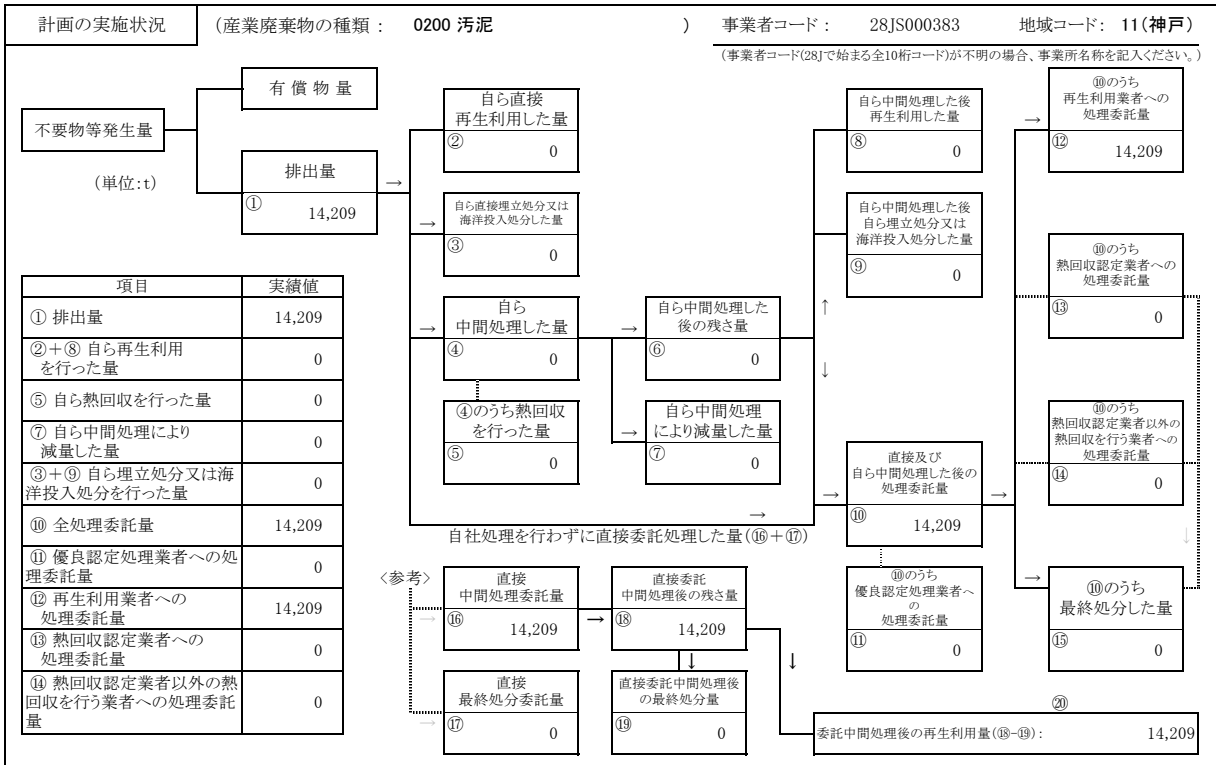 計画の実施状況
(産業廃棄物の種類： 0200 汚泥 )
事業者コード： 28JS000383 地域コード： 11(神戸)
(事業者コード(28Jで始まる全10桁コード)が不明の場合、事業所名称を記入ください。)
不要物等発生量
(単位:t)
有償物量
排出量
→
① 14,209
自ら直接
再生利用した量
② 0
→
自ら直接埋立処分又は
海洋投入処分した量
③ 0
→
自ら
中間処理した量
④ 0
④のうち熱回収
を行った量
⑤ 0
→
自ら中間処理した
後の残さ量
⑥ 0
→
自ら中間処理
により減量した量
⑦ 0
↑
↓
自ら中間処理した後
再生利用した量
⑧ 0
自ら中間処理した後
自ら埋立処分又は
海洋投入処分した量
⑨ 0
→
→
自社処理を行わずに直接委託処理した量(⑯+⑰)
直接及び
自ら中間処理した後の
処理委託量
⑩ 14,209
→
⑩のうち
優良認定処理業者へ
の
処理委託量
⑪ 0
→
⑩のうち
再生利用業者への
処理委託量
⑫ 14,209
⑩のうち
熱回収認定業者への
処理委託量
⑬ 0
⑩のうち
熱回収認定業者以外の
熱回収を行う業者への
処理委託量
⑭ 0
↓
→
⑩のうち
最終処分した量
⑮ 0
項目 実績値
① 排出量 14,209
②+⑧ 自ら再生利用
を行った量 0
⑤ 自ら熱回収を行った量 0
⑦ 自ら中間処理により
減量した量 0
③+⑨ 自ら埋立処分又は海
洋投入処分を行った量 0
⑩ 全処理委託量 14,209
⑪ 優良認定処理業者への処
理委託量 0
⑫ 再生利用業者への
処理委託量 14,209
⑬ 熱回収認定業者への
処理委託量 0
⑭ 熱回収認定業者以外の熱
回収を行う業者への処理委託
量 0
〈参考〉
→
直接
中間処理委託量
⑯ 14,209
→
直接委託
中間処理後の残さ量
⑱ 14,209
↓
↓
→
直接
最終処分委託量
⑰ 0
直接委託中間処理後
の最終処分量
⑲ 0
⑳
委託中間処理後の再生利用量(⑱-⑲)： 14,209